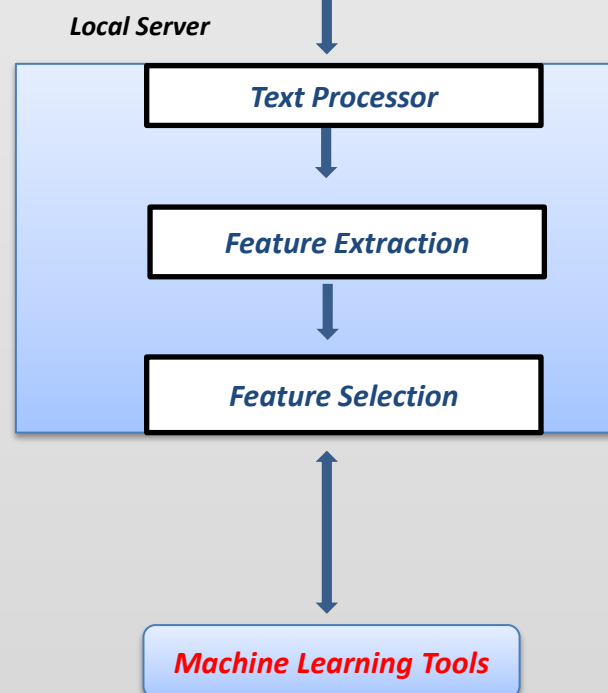 Local Server
Text Processor
Feature Extraction
Feature Selection
Machine Learning Tools